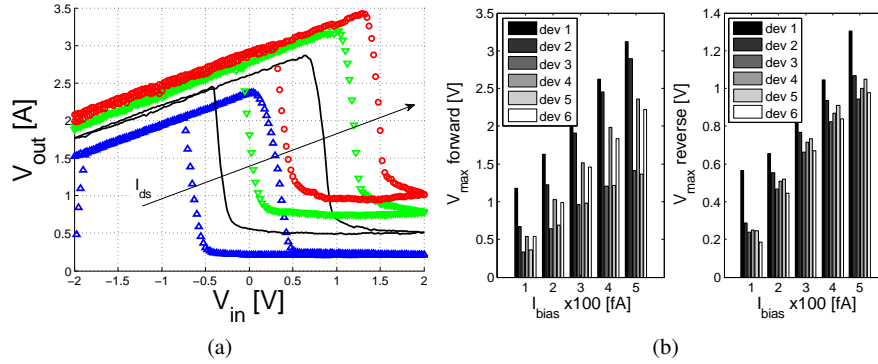 3.5
3
2.5
2
1.5
1
0.5
0
V_out [A]
I_ds
−2 −1.5 −1 −0.5 0 0.5 1 1.5 2
V_in [V]
(a)
3.5
3
2.5
2
1.5
1
0.5
0
V_max forward [V]
dev 1
dev 2
dev 3
dev 4
dev 5
dev 6
1 2 3 4 5
I_bias x100 [fA]
1.4
1.2
1.0
0.8
0.6
0.4
0.2
0
V_max reverse [V]
dev 1
dev 2
dev 3
dev 4
dev 5
dev 6
1 2 3 4 5
I_bias x100 [fA]
(b)